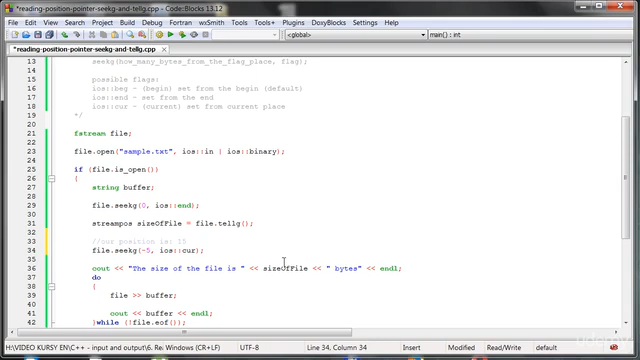 *reading-position-pointer-seekg-and-tellg.cpp - Code::Blocks 13.12
File Edit View Search Project Build Debug Fortran wxSmith Tools Tools+ Plugins DoxyBlocks Settings Help
<global> main() : int
*reading-position-pointer-seekg-and-tellg.cpp
13 seekg(how_many_bytes_from_the_flag_place, flag);
14
15 possible flags:
16 ios::beg - (begin) set from the begin (default)
17 ios::end - set from the end
18 ios::cur - (current) set from current place
19 */
20
21 fstream file;
22
23 file.open("sample.txt", ios::in | ios::binary);
24
25 if (file.is_open())
26 {
27 string buffer;
28
29 file.seekg(0, ios::end);
30
31 streampos sizeOfFile = file.tellg();
32
33 //our position is: 15
34 file.seekg(-5, ios::cur);
35
36 cout << "The size of the file is " << sizeOfFile << " bytes" << endl;
37 do
38 {
39 file >> buffer;
40
41 cout << buffer << endl;
42 }while (!file.eof());
H:\VIDEO KURSY EN\C++ - input and output\6. Re Windows (CR+LF) WINDOWS-1250 Line 34, Column 34 Insert Modified Read/Write default
udemy